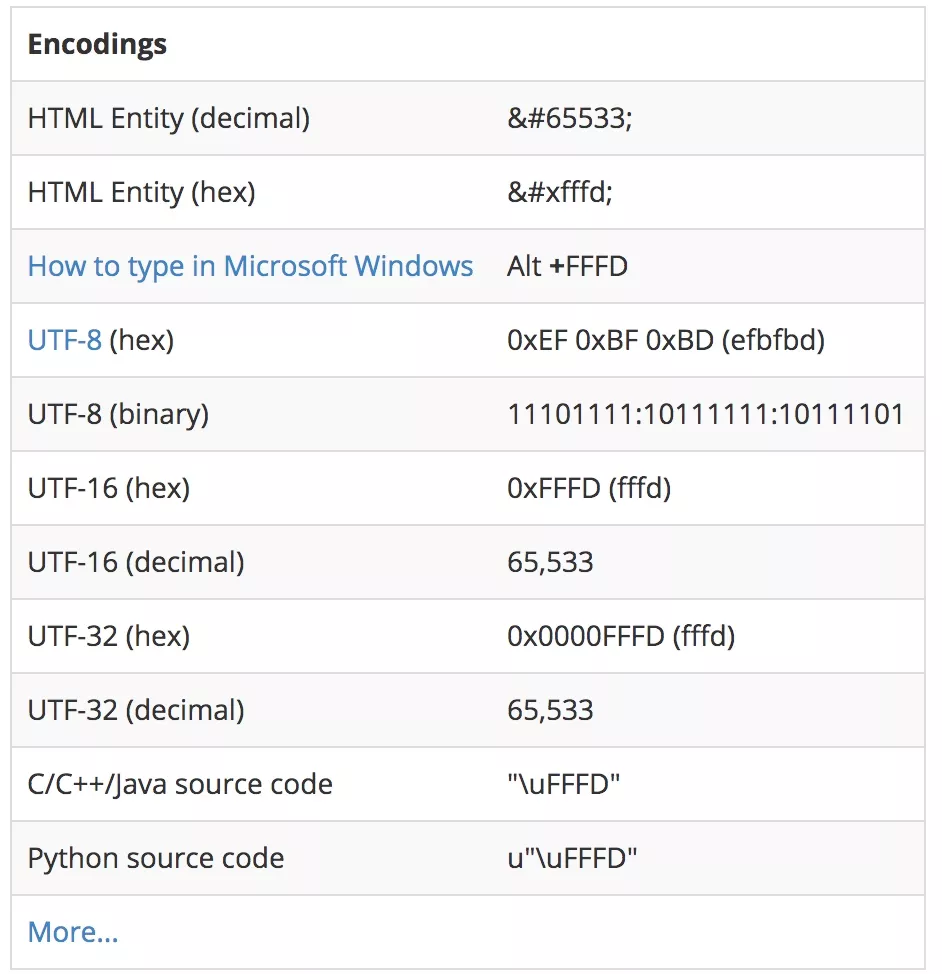 Encodings
HTML Entity (decimal) &#65533;
HTML Entity (hex) &#xfffd;
How to type in Microsoft Windows Alt +FFFD
UTF-8 (hex) 0xEF 0xBF 0xBD (efbfbd)
UTF-8 (binary) 11101111:10111111:10111101
UTF-16 (hex) 0xFFFD (fffd)
UTF-16 (decimal) 65,533
UTF-32 (hex) 0x0000FFFD (fffd)
UTF-32 (decimal) 65,533
C/C++/Java source code "\uFFFD"
Python source code u"\uFFFD"
More...